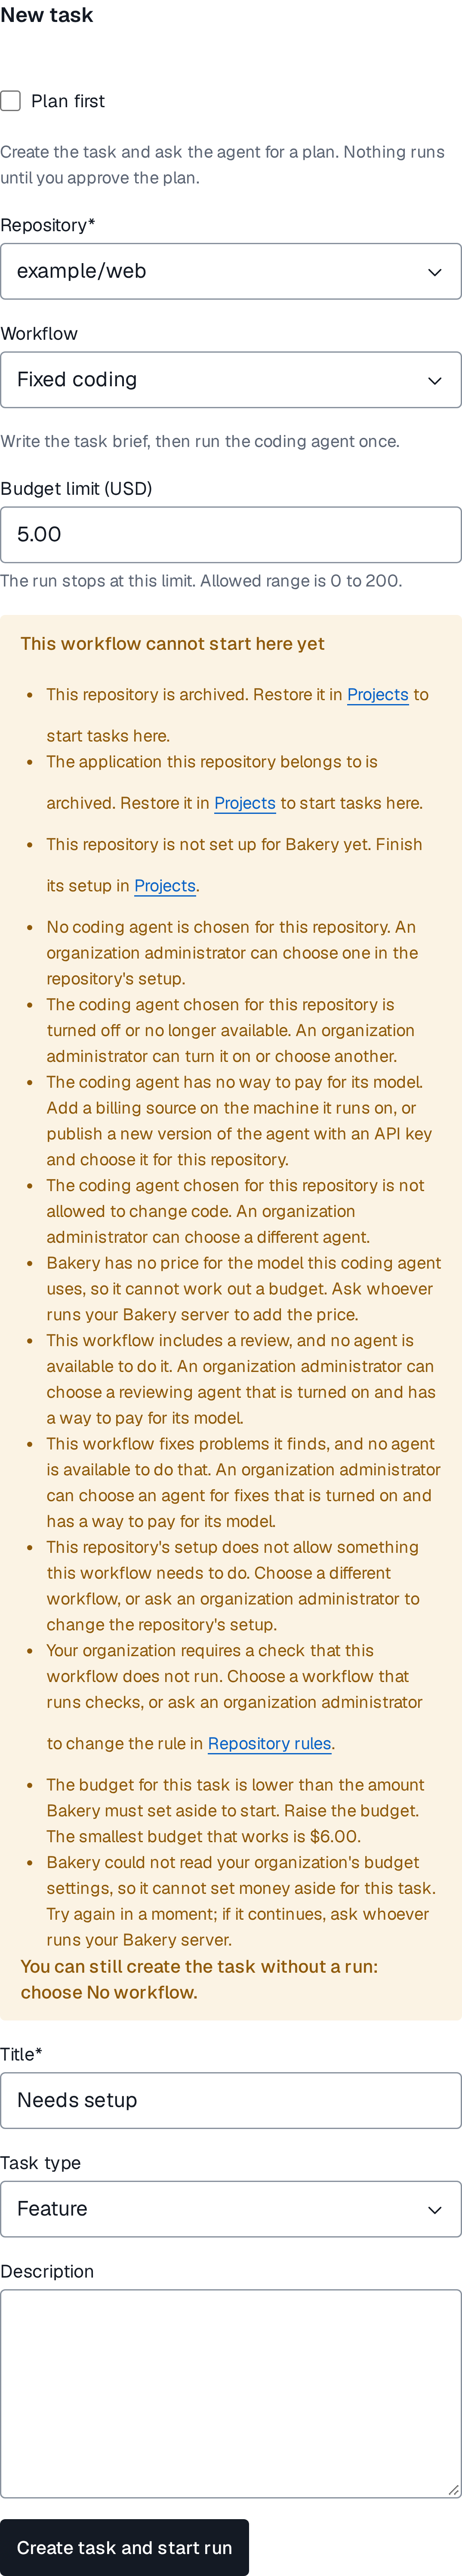 New task
Plan first
Create the task and ask the agent for a plan. Nothing runs
until you approve the plan.
Repository*
example/web
Workflow
Fixed coding
Write the task brief, then run the coding agent once.
Budget limit (USD)
5.00
The run stops at this limit. Allowed range is 0 to 200.
This workflow cannot start here yet
• This repository is archived. Restore it in Projects to
start tasks here.
• The application this repository belongs to is
archived. Restore it in Projects to start tasks here.
• This repository is not set up for Bakery yet. Finish
its setup in Projects.
• No coding agent is chosen for this repository. An
organization administrator can choose one in the
repository's setup.
• The coding agent chosen for this repository is
turned off or no longer available. An organization
administrator can turn it on or choose another.
• The coding agent has no way to pay for its model.
Add a billing source on the machine it runs on, or
publish a new version of the agent with an API key
and choose it for this repository.
• The coding agent chosen for this repository is not
allowed to change code. An organization
administrator can choose a different agent.
• Bakery has no price for the model this coding agent
uses, so it cannot work out a budget. Ask whoever
runs your Bakery server to add the price.
• This workflow includes a review, and no agent is
available to do it. An organization administrator can
choose a reviewing agent that is turned on and has
a way to pay for its model.
• This workflow fixes problems it finds, and no agent
is available to do that. An organization administrator
can choose an agent for fixes that is turned on and
has a way to pay for its model.
• This repository's setup does not allow something
this workflow needs to do. Choose a different
workflow, or ask an organization administrator to
change the repository's setup.
• Your organization requires a check that this
workflow does not run. Choose a workflow that
runs checks, or ask an organization administrator
to change the rule in Repository rules.
• The budget for this task is lower than the amount
Bakery must set aside to start. Raise the budget.
The smallest budget that works is $6.00.
• Bakery could not read your organization's budget
settings, so it cannot set money aside for this task.
Try again in a moment; if it continues, ask whoever
runs your Bakery server.
You can still create the task without a run:
choose No workflow.
Title*
Needs setup
Task type
Feature
Description
Create task and start run